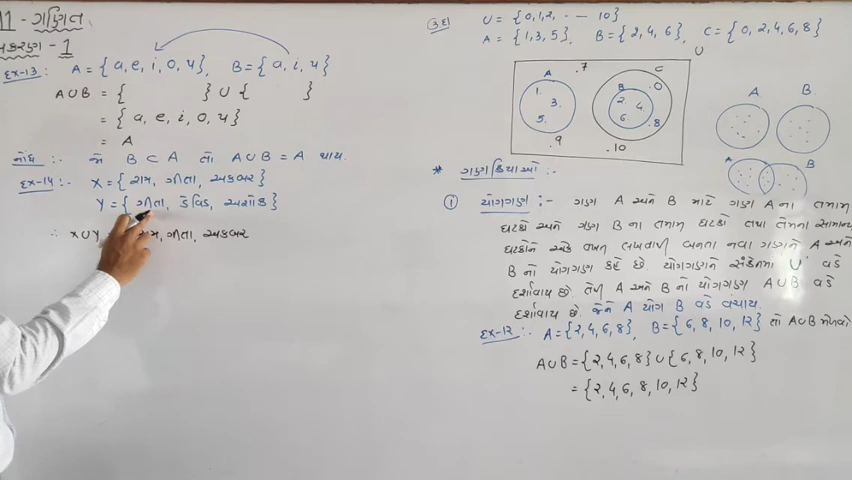 11 - ગણિત
પ્રકરણ - 1
Ex-13: A = {a, e, i, o, u}, B = {a, i, u}
A∪B = { } ∪ { }
= {a, e, i, o, u}
= A
નોંધ :- જો B ⊂ A તો A∪B = A થાય.
Ex-14:- X = {રામ, ગીતા, અકબર}
Y = {ગીતા, ડેવિડ, અશોક}
∴ X∪Y રામ, ગીતા, અકબર
ઉદા U = {0, 1, 2, - - - 10}
A = {1, 3, 5}, B = {2, 4, 6}, C = {0, 2, 4, 6, 8}
U
A .7 C
1. 3. 5. B 2. 4 6 .0 .8
.9 .10
A B
A B
* ગણક્રિયાઓ :-
① યોગગણ :- ગણ A અને ગણ B માટે ગણ A ના તમામ
ઘટકો અને ગણ B ના તમામ ઘટકો તથા તેમના સામાન્ય
ઘટકોને એક વખત લખવાથી બનતા નવા ગણને A અને
B નો યોગગણ કહે છે. યોગગણને સંકેતમાં 'U' વડે
દર્શાવાય છે. તેથી A અને B નો યોગગણ A∪B વડે
દર્શાવાય છે. જેને A યોગ B વડે વંચાય.
Ex-12:- A = {2, 4, 6, 8}, B = {6, 8, 10, 12} તો A∪B મેળવો.
A∪B = {2, 4, 6, 8} ∪ {6, 8, 10, 12}
= {2, 4, 6, 8, 10, 12}